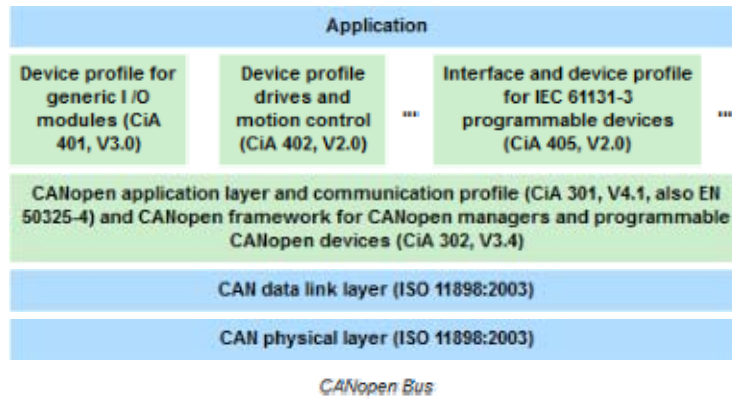 Application
Device profile for
generic I /O
modules (CiA
401, V3.0)
Device profile
drives and
motion control
(CiA 402, V2.0)
...
Interface and device profile
for IEC 61131-3
programmable devices
(CiA 405, V2.0)
...
CANopen application layer and communication profile (CiA 301, V4.1, also EN
50325-4) and CANopen framework for CANopen managers and programmable
CANopen devices (CiA 302, V3.4)
CAN data link layer (ISO 11898:2003)
CAN physical layer (ISO 11898:2003)
CANopen Bus